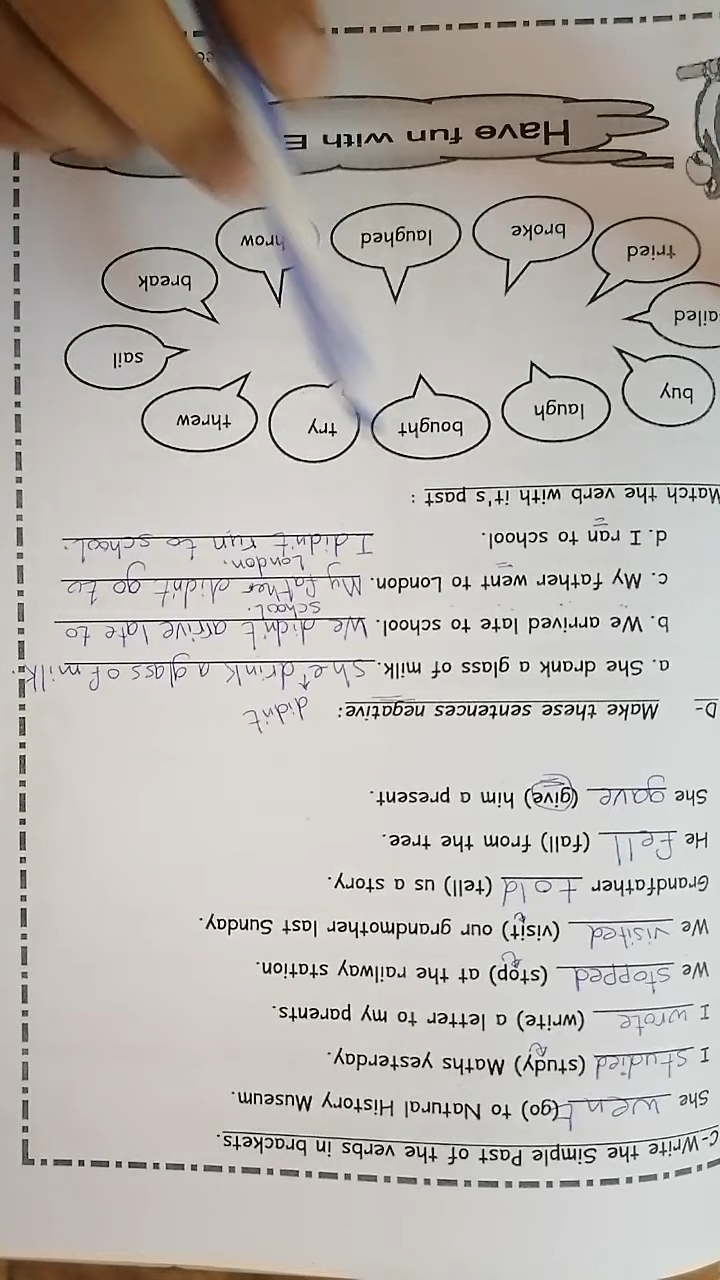 C- Write the Simple Past of the verbs in brackets.
She went (go) to Natural History Museum.
I studied (study) Maths yesterday.
I wrote (write) a letter to my parents.
We stopped (stop) at the railway station.
We visited (visit) our grandmother last Sunday.
Grandfather told (tell) us a story.
He fell (fall) from the tree.
She gave (give) him a present.
D- Make these sentences negative: didn't
a. She drank a glass of milk. she drink a glass of milk.
b. We arrived late to school. We didn't arrive late to
school.
c. My father went to London. My father didn't go to
London.
d. I ran to school. I didn't run to school.
Match the verb with it's past :
buy laugh bought try threw
ailed sail
tried broke laughed hrow break
Have fun with E